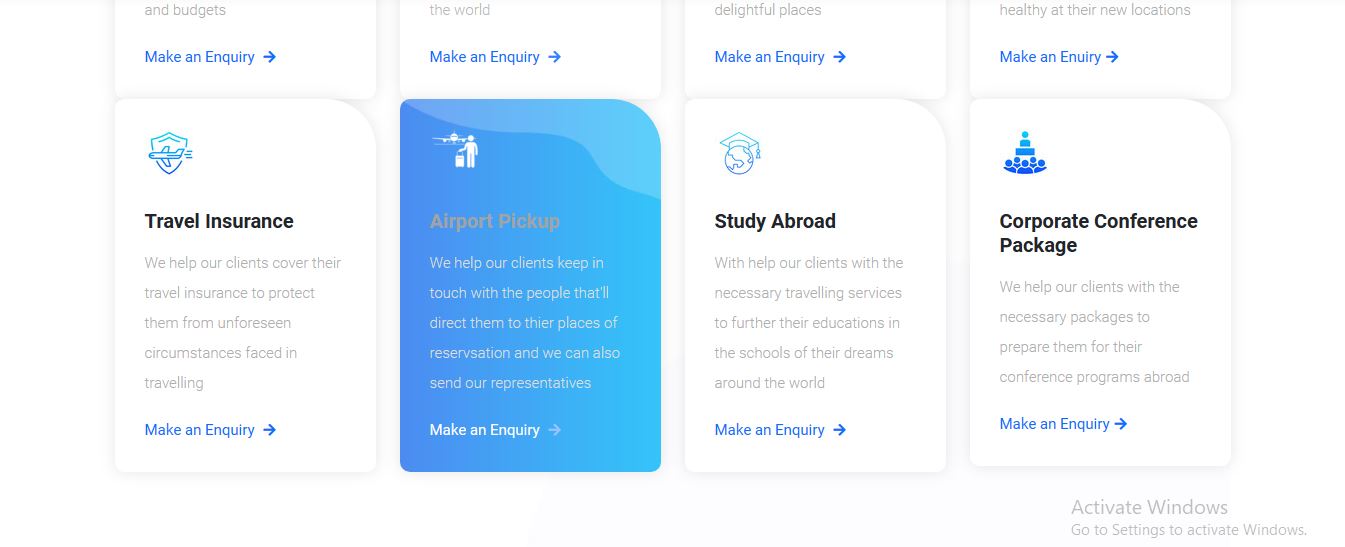 and budgets
the world
delightful places
healthy at their new locations
Make an Enquiry
Make an Enquiry
Make an Enquiry
Make an Enuiry
Travel Insurance
We help our clients cover their
travel insurance to protect
them from unforeseen
circumstances faced in
travelling
Make an Enquiry
Airport Pickup
We help our clients keep in
touch with the people that'll
direct them to thier places of
reservsation and we can also
send our representatives
Make an Enquiry
Study Abroad
With help our clients with the
necessary travelling services
to further their educations in
the schools of their dreams
around the world
Make an Enquiry
Corporate Conference
Package
We help our clients with the
necessary packages to
prepare them for their
conference programs abroad
Make an Enquiry
Activate Windows
Go to Settings to activate Windows.